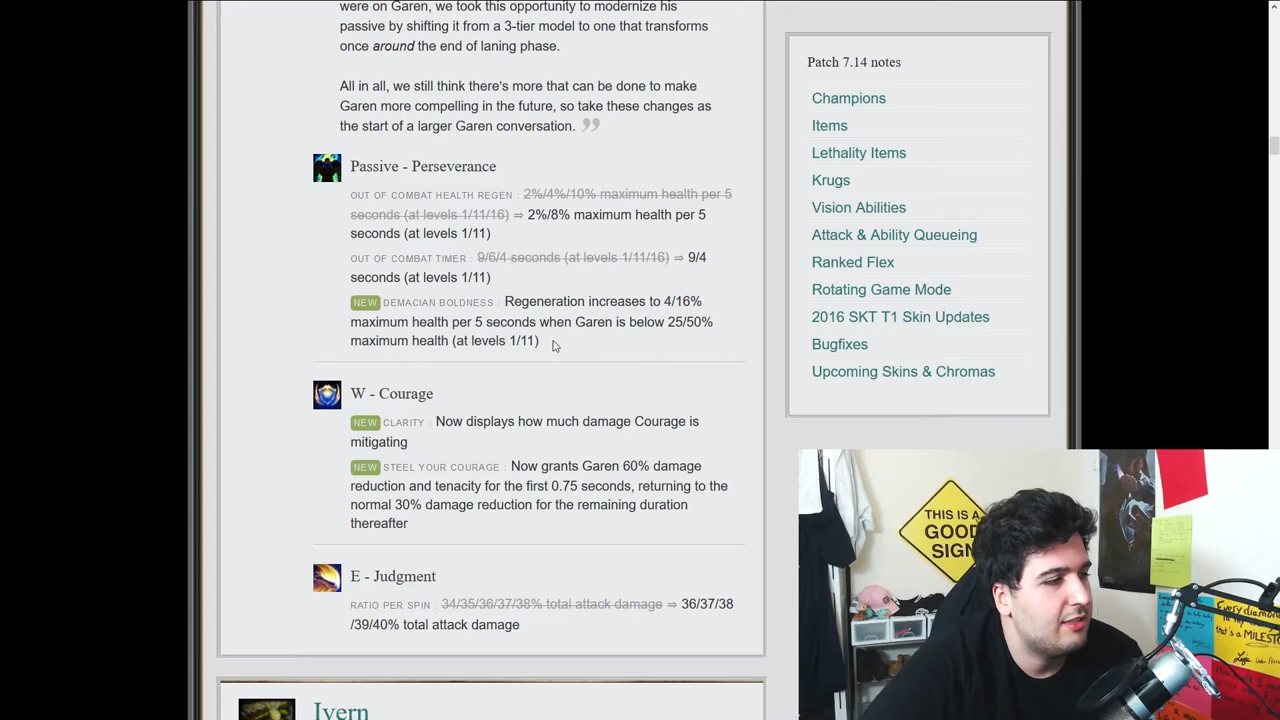 were on Garen, we took this opportunity to modernize his
passive by shifting it from a 3-tier model to one that transforms
once around the end of laning phase.
All in all, we still think there's more that can be done to make
Garen more compelling in the future, so take these changes as
the start of a larger Garen conversation. ”
Passive - Perseverance
OUT OF COMBAT HEALTH REGEN : 2%/4%/10% maximum health per 5
seconds (at levels 1/11/16) ⇒ 2%/8% maximum health per 5
seconds (at levels 1/11)
OUT OF COMBAT TIMER : 9/6/4 seconds (at levels 1/11/16) ⇒ 9/4
seconds (at levels 1/11)
NEW DEMACIAN BOLDNESS : Regeneration increases to 4/16%
maximum health per 5 seconds when Garen is below 25/50%
maximum health (at levels 1/11)
W - Courage
NEW CLARITY : Now displays how much damage Courage is
mitigating
NEW STEEL YOUR COURAGE : Now grants Garen 60% damage
reduction and tenacity for the first 0.75 seconds, returning to the
normal 30% damage reduction for the remaining duration
thereafter
E - Judgment
RATIO PER SPIN : 34/35/36/37/38% total attack damage ⇒ 36/37/38
/39/40% total attack damage
Ivern
Patch 7.14 notes
Champions
Items
Lethality Items
Krugs
Vision Abilities
Attack & Ability Queueing
Ranked Flex
Rotating Game Mode
2016 SKT T1 Skin Updates
Bugfixes
Upcoming Skins & Chromas
THIS IS A
GOOD
SIGN
Every
that's a MILESTO
Logic